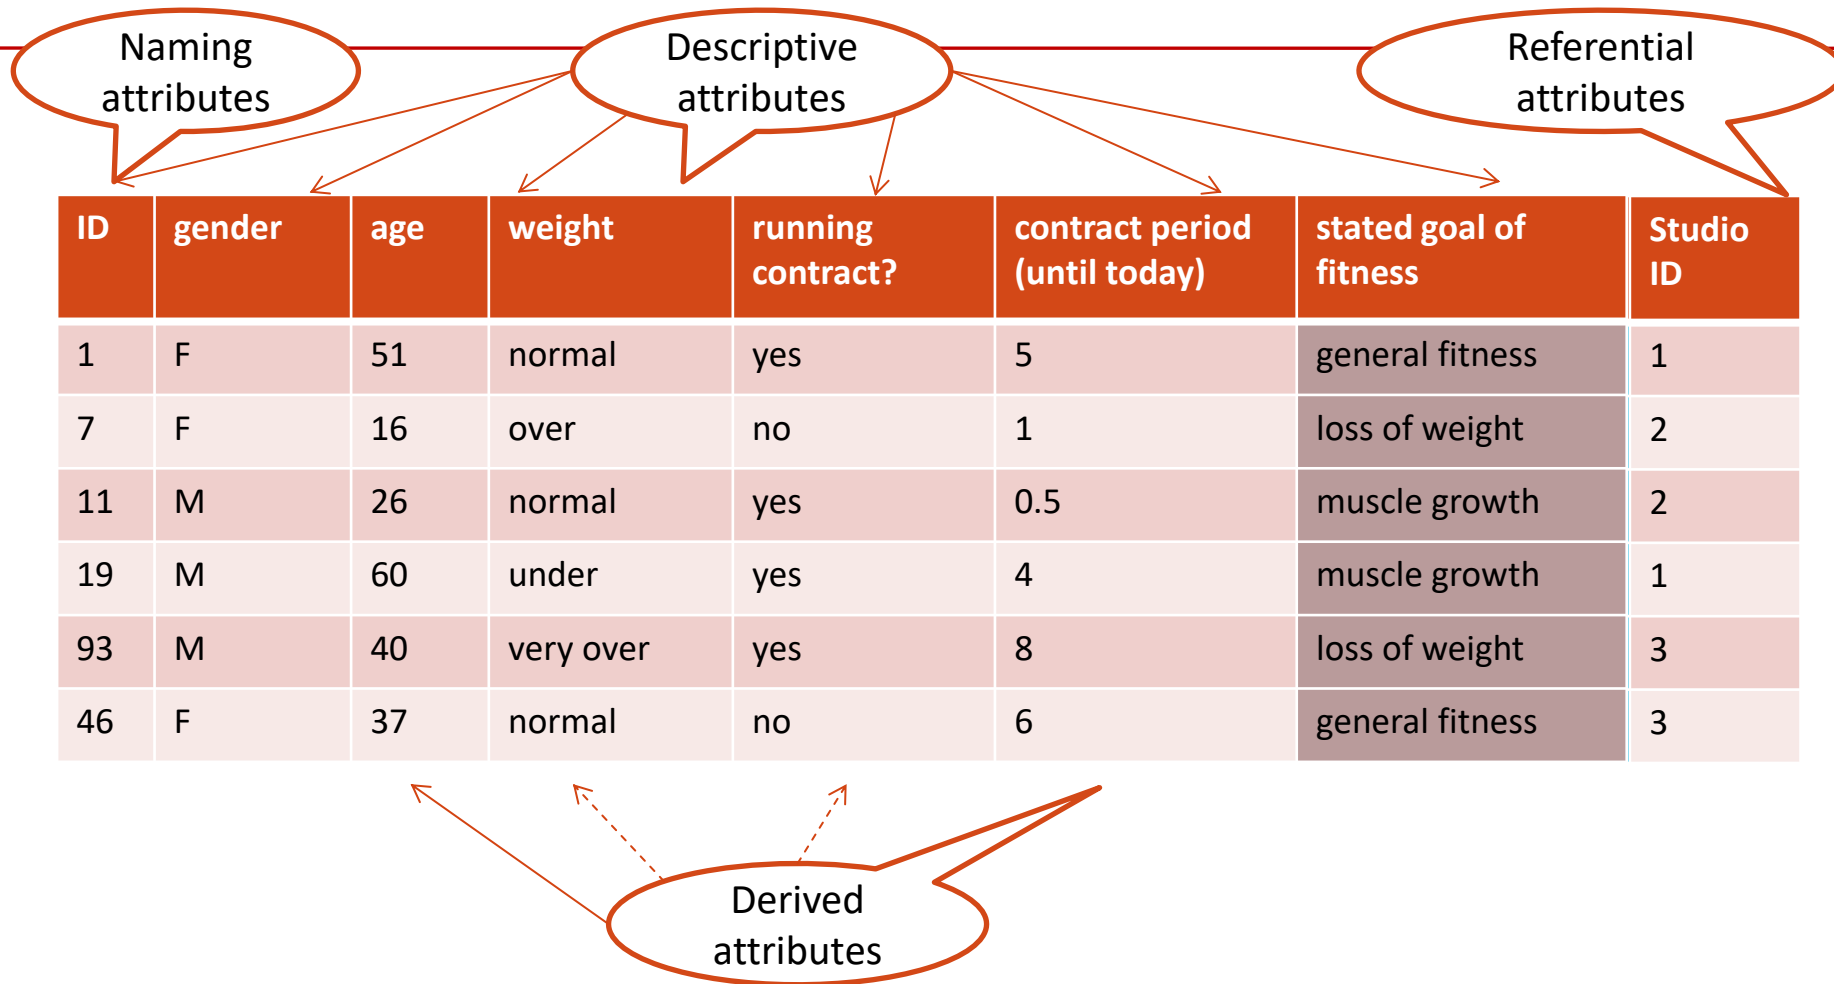 Naming
attributes
Descriptive
attributes
Referential
attributes
ID gender age weight running contract? contract period (until today) stated goal of fitness Studio ID
1 F 51 normal yes 5 general fitness 1
7 F 16 over no 1 loss of weight 2
11 M 26 normal yes 0.5 muscle growth 2
19 M 60 under yes 4 muscle growth 1
93 M 40 very over yes 8 loss of weight 3
46 F 37 normal no 6 general fitness 3
Derived
attributes